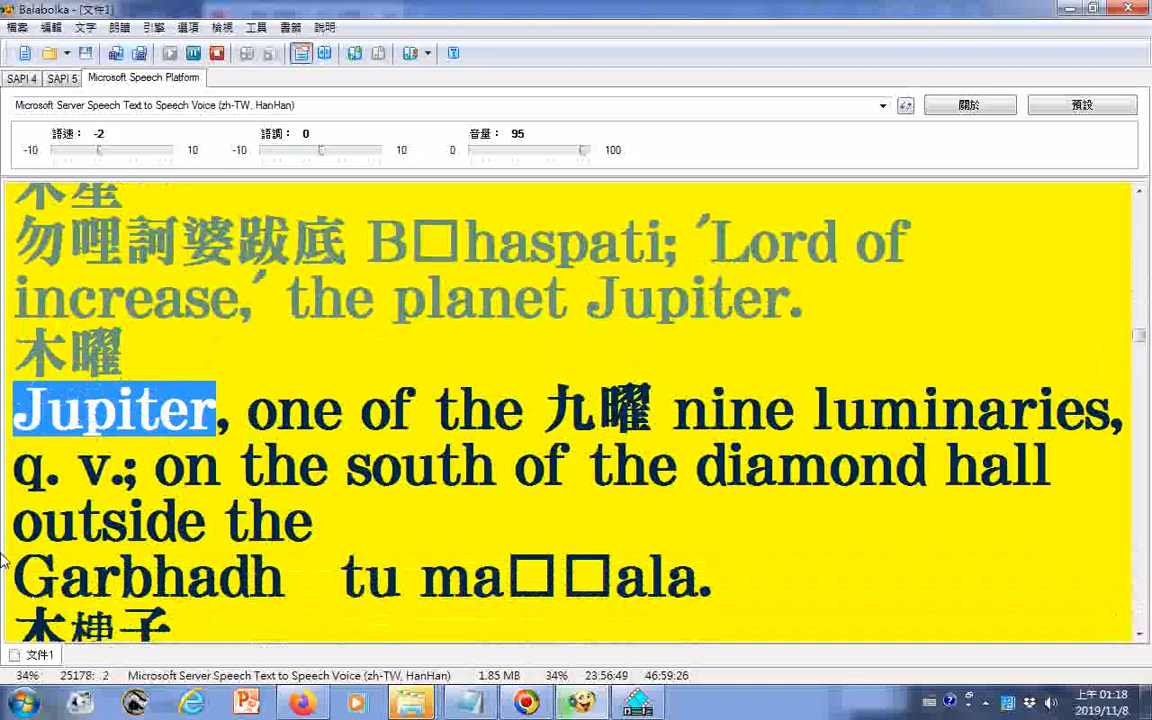 Balabolka - [文件1]
檔案 編輯 文字 朗讀 引擎 選項 檢視 工具 書籤 說明
SAPI 4 SAPI 5 Microsoft Speech Platform
Microsoft Server Speech Text to Speech Voice (zh-TW, HanHan) 關於 預設
語速： -2 語調： 0 音量： 95
-10 10 -10 10 0 100
木星
勿哩訶婆跋底 B□haspati; 'Lord of
increase,' the planet Jupiter.
木曜
Jupiter, one of the 九曜 nine luminaries,
q. v.; on the south of the diamond hall
outside the
Garbhadh tu ma□□ala.
木槵子
文件1
34% 25178: 2 Microsoft Server Speech Text to Speech Voice (zh-TW, HanHan) 1.85 MB 34% 23:56:49 46:59:26
上午 01:18
2019/11/8